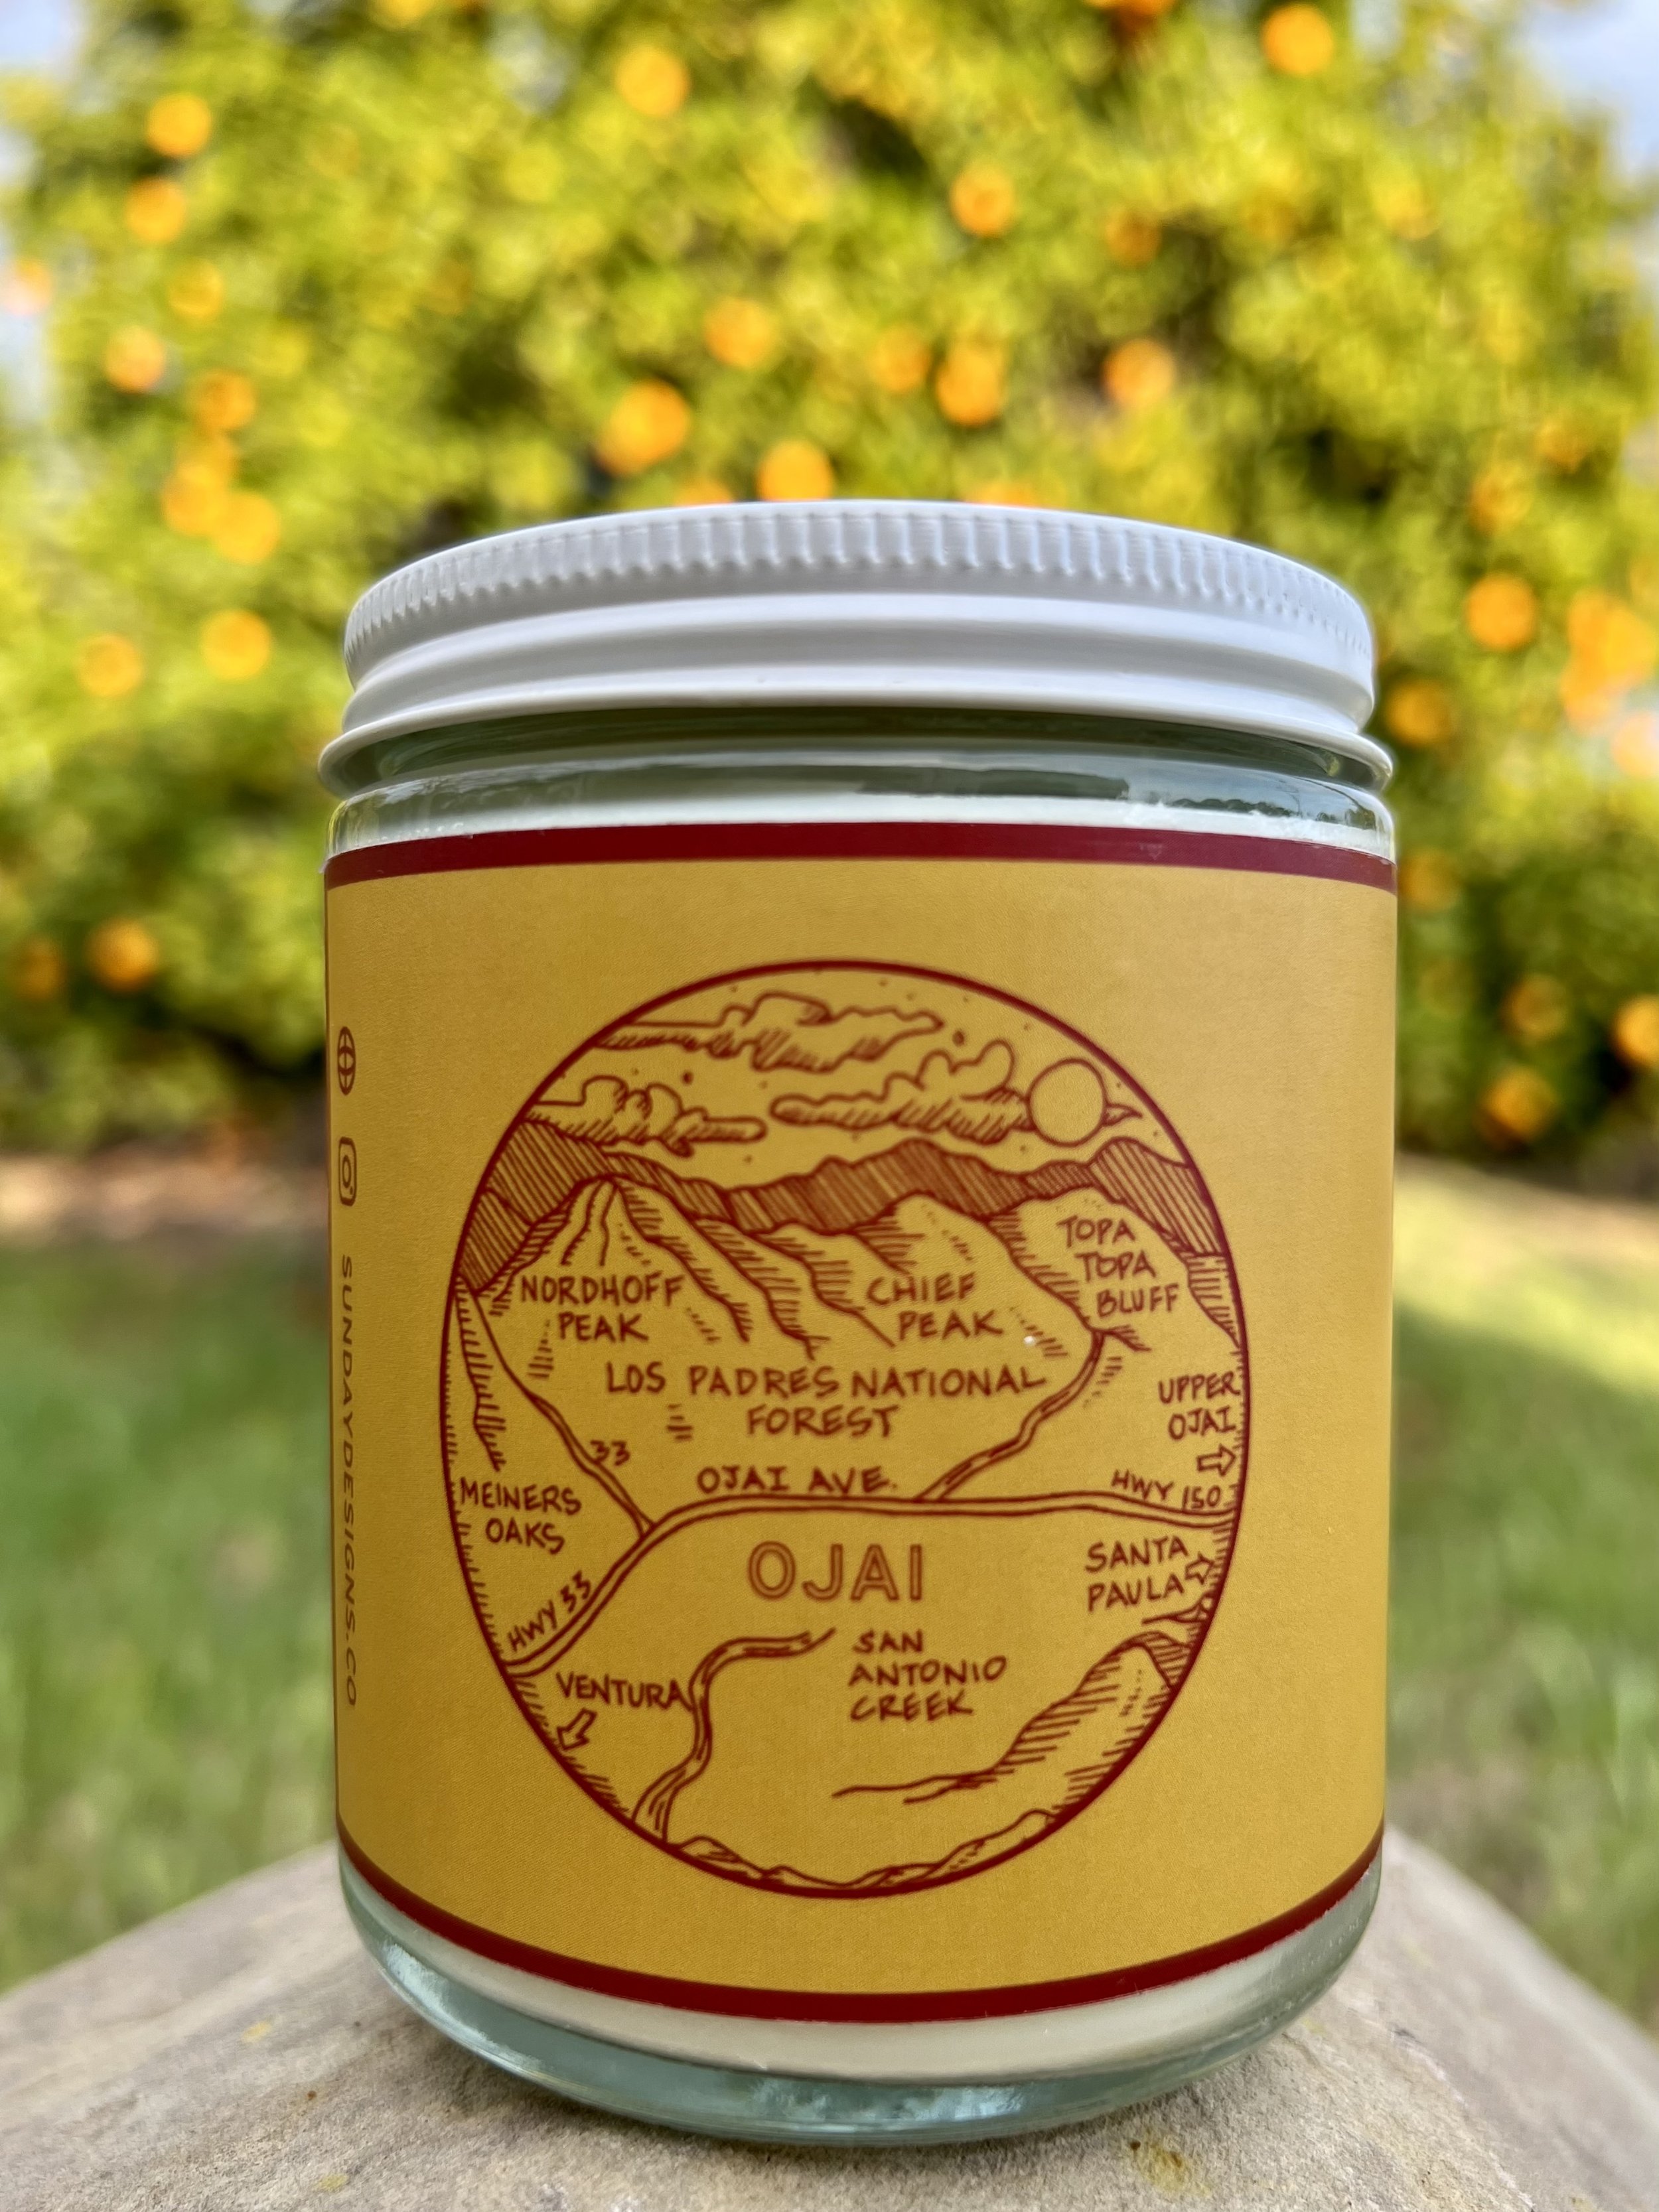 SUNDAYDESIGNS.CO
NORDHOFF
PEAK
CHIEF
PEAK
TOPA
TOPA
BLUFF
LOS PADRES NATIONAL
FOREST
UPPER
OJAI
33
OJAI AVE.
HWY 150
MEINERS
OAKS
OJAI
SANTA
PAULA
HWY 33
VENTURA
SAN
ANTONIO
CREEK